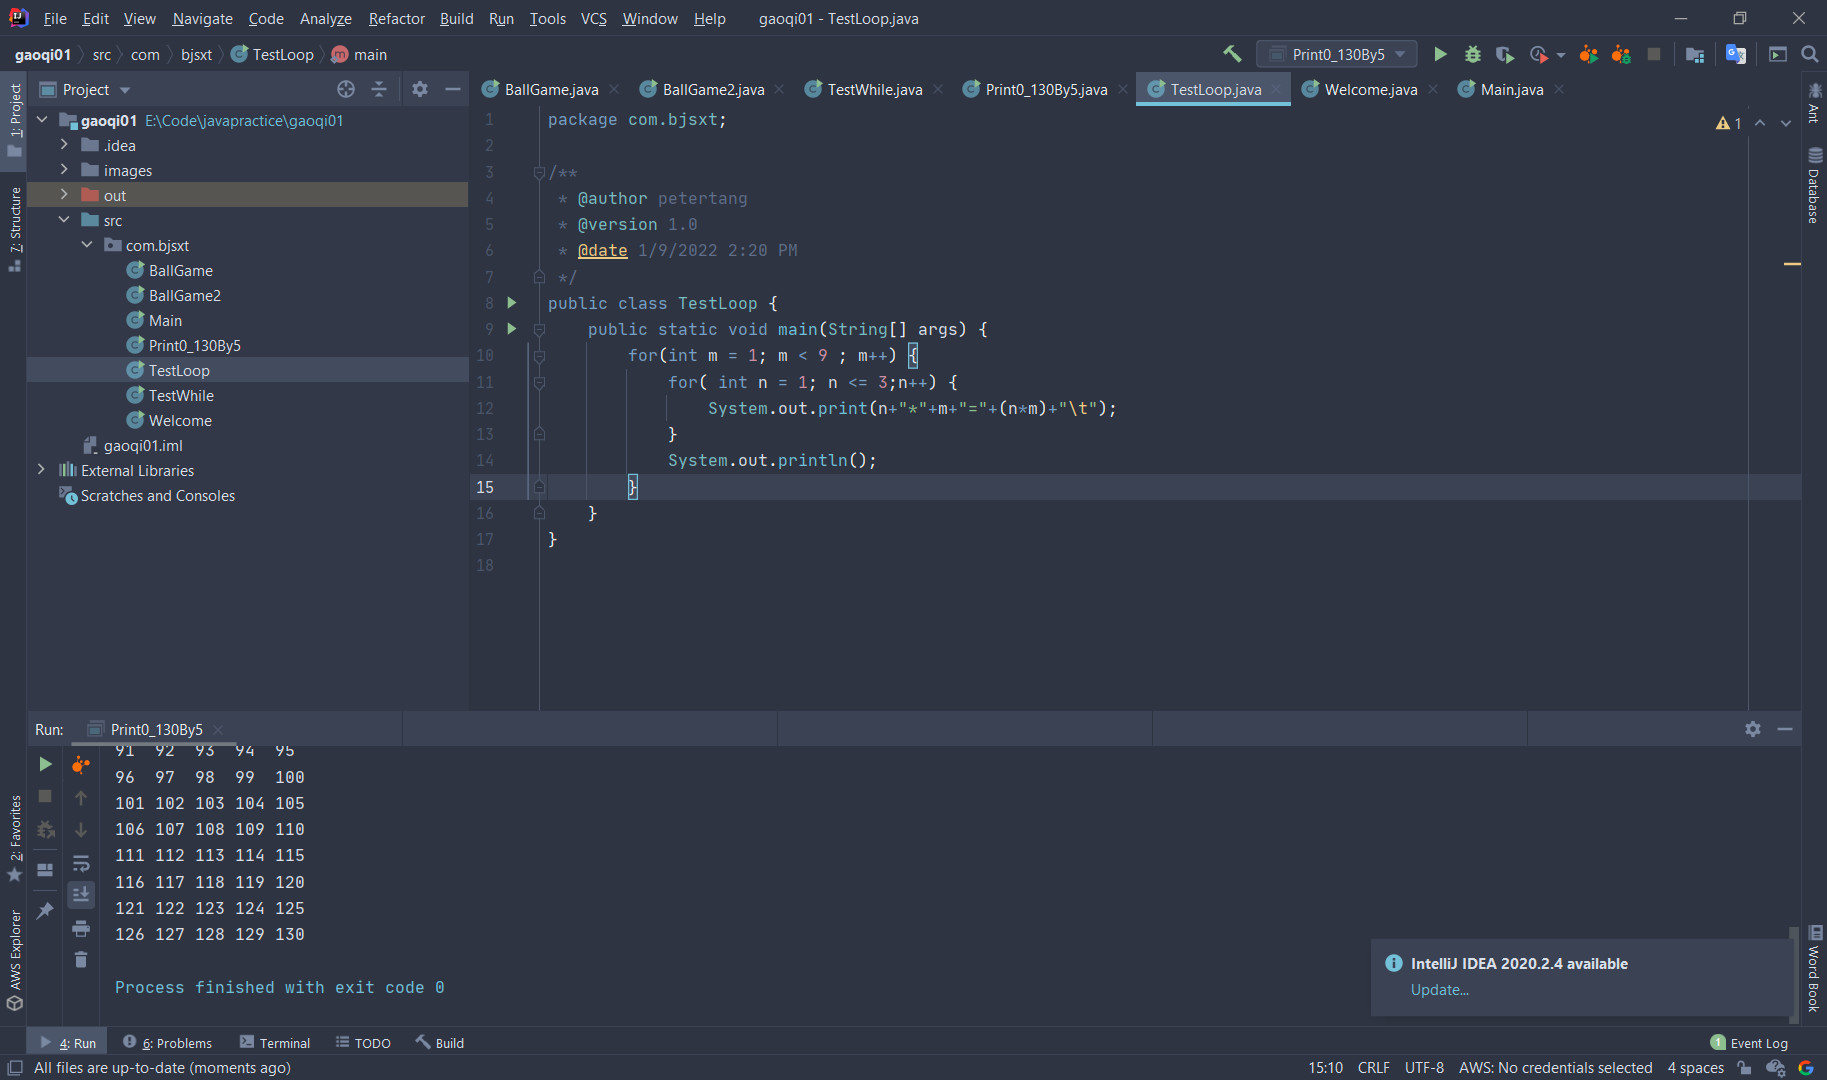 File Edit View Navigate Code Analyze Refactor Build Run Tools VCS Window Help gaoqi01 - TestLoop.java
gaoqi01 src com bjsxt TestLoop main
Print0_130By5
1: Project
7: Structure
2: Favorites
AWS Explorer
Project
gaoqi01 E:\Code\javapractice\gaoqi01
.idea
images
out
src
com.bjsxt
BallGame
BallGame2
Main
Print0_130By5
TestLoop
TestWhile
Welcome
gaoqi01.iml
External Libraries
Scratches and Consoles
BallGame.java BallGame2.java TestWhile.java Print0_130By5.java TestLoop.java Welcome.java Main.java
1
1 package com.bjsxt;
2
3 /**
4 * @author petertang
5 * @version 1.0
6 * @date 1/9/2022 2:20 PM
7 */
8 public class TestLoop {
9 public static void main(String[] args) {
10 for(int m = 1; m < 9 ; m++) {
11 for( int n = 1; n <= 3;n++) {
12 System.out.print(n+"*"+m+"="+(n*m)+"\t");
13 }
14 System.out.println();
15 }
16 }
17 }
18
Ant
Database
Word Book
Run: Print0_130By5
91 92 93 94 95
96 97 98 99 100
101 102 103 104 105
106 107 108 109 110
111 112 113 114 115
116 117 118 119 120
121 122 123 124 125
126 127 128 129 130
Process finished with exit code 0
IntelliJ IDEA 2020.2.4 available
Update...
4: Run 6: Problems Terminal TODO Build 1 Event Log
All files are up-to-date (moments ago) 15:10 CRLF UTF-8 AWS: No credentials selected 4 spaces